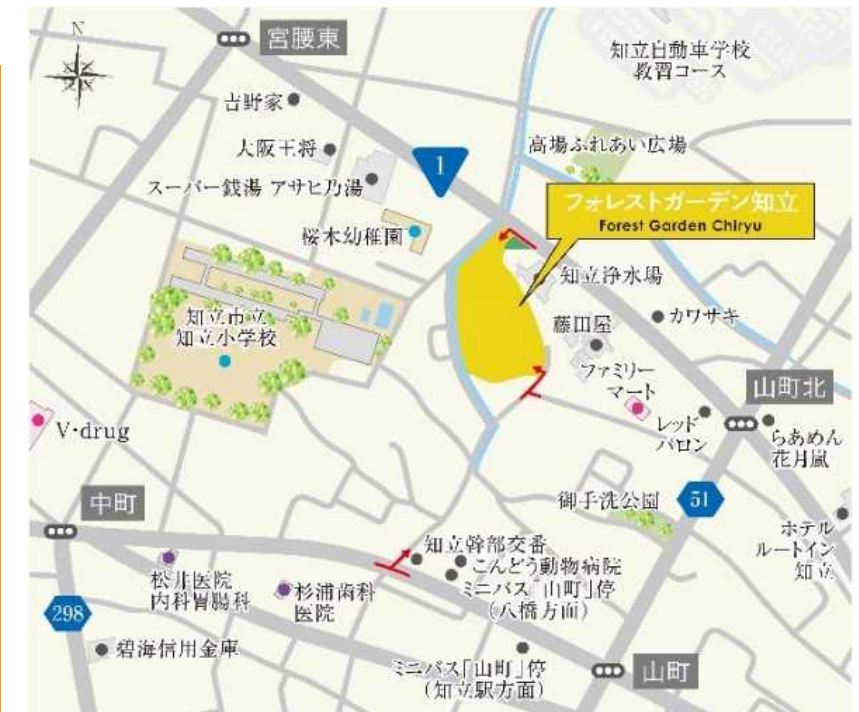 N
宮腰東
知立自動車学校
教習コース
吉野家
大阪王将
高場ふれあい広場
スーパー銭湯 アサヒ乃湯
1
フォレストガーデン知立
Forest Garden Chiryu
桜木幼稚園
知立浄水場
知立市立
知立小学校
藤田屋
カワサキ
ファミリー
マート
山町北
V・drug
レッド
バロン
らあめん
花月嵐
中町
御手洗公園
51
ホテル
ルートイン
知立
知立幹部交番
こんどう動物病院
ミニバス「山町」停
(八橋方面)
松井医院
内科胃腸科
杉浦歯科
医院
298
碧海信用金庫
ミニバス「山町」停
(知立駅方面)
山町